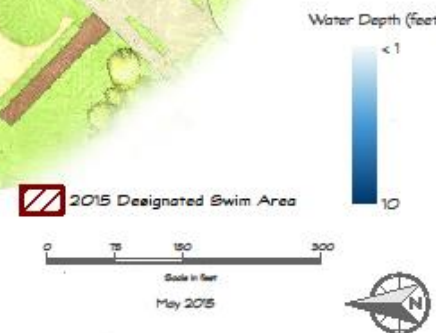 Water Depth (feet
< 1
10
2015 Designated Swim Area
0 75 150 300
Scale in feet
May 2015
N